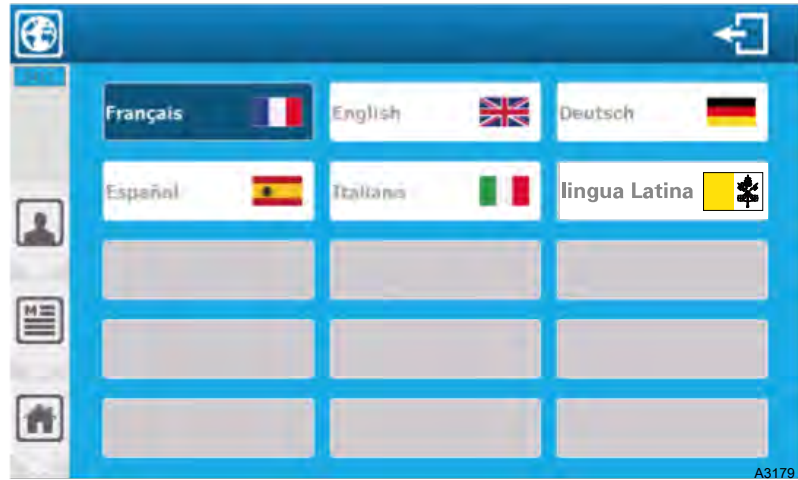 Français
English
Deutsch
Español
Italiano
lingua Latina
M
A3179